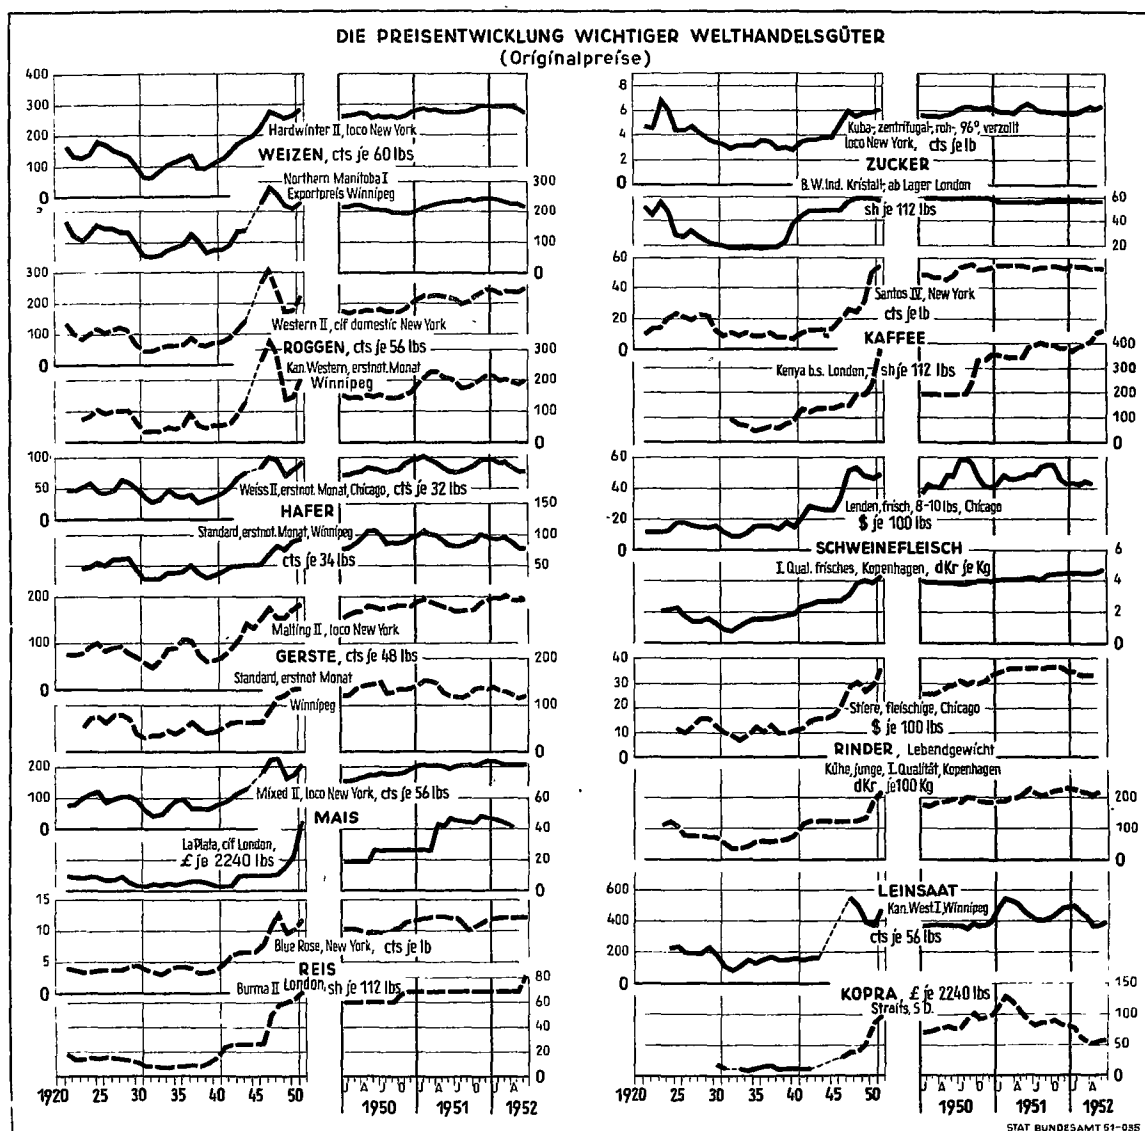 DIE PREISENTWICKLUNG WICHTIGER WELTHANDELSGÜTER
(Originalpreise)
400
300
200
100
0
Hardwinter II, loco New York
WEIZEN, cts je 60 lbs
Northern Manitoba I
Exportpreis Winnipeg
300
200
100
0
300
200
100
0
Western II, cif domestic New York
ROGGEN, cts je 56 lbs
Kan. Western, erstnot. Monat
Winnipeg
300
200
100
0
100
50
0
Weiss II, erstnot. Monat, Chicago, cts je 32 lbs
HAFER
Standard, erstnot. Monat, Winnipeg
cts je 34 lbs
150
100
50
200
100
0
Malting II, loco New York
GERSTE, cts je 48 lbs
Standard, erstnot Monat
Winnipeg
200
100
0
200
100
0
Mixed II, loco New York, cts je 56 lbs
MAIS
La Plata, cif London,
£ je 2240 lbs
60
40
20
0
15
10
5
0
Blue Rose, New York, cts je lb
REIS
Burma II London, sh je 112 lbs
80
60
40
20
0
1920 25 30 35 40 45 50
J A J O J A J O J A
1950 1951 1952
8
6
4
2
0
Kuba-, zentrifugal-, roh-, 96°, verzollt
loco New York, cts je lb
ZUCKER
B.W.Ind. Kristall-, ab Lager London
sh je 112 lbs
60
40
20
60
40
20
0
Santos IV, New York
cts je lb
KAFFEE
Kenya b.s. London, sh je 112 lbs
400
300
200
100
0
60
40
20
0
Lenden, frisch, 8-10 lbs, Chicago
$ je 100 lbs
SCHWEINEFLEISCH
I. Qual. frisches, Kopenhagen, dKr je Kg
6
4
2
0
40
30
20
10
0
Stiere, fleischige, Chicago
$ je 100 lbs
RINDER, Lebendgewicht
Kühe, junge, I. Qualität, Kopenhagen
dKr je 100 Kg
200
100
0
600
400
200
0
LEINSAAT
Kan. West. I, Winnipeg
cts je 56 lbs
KOPRA, £ je 2240 lbs
Straits, S D.
150
100
50
0
1920 25 30 35 40 45 50
J A J O J A J O J A
1950 1951 1952
STAT BUNDESAMT 51-035